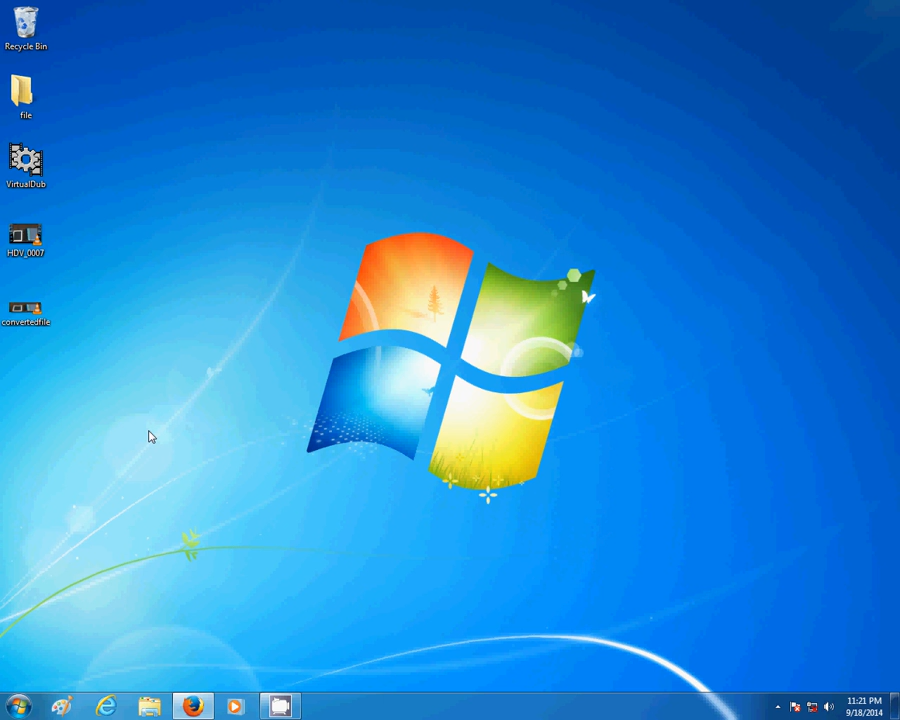 Recycle Bin
file
VirtualDub
HDV_0007
convertedfile
11:21 PM
9/18/2014